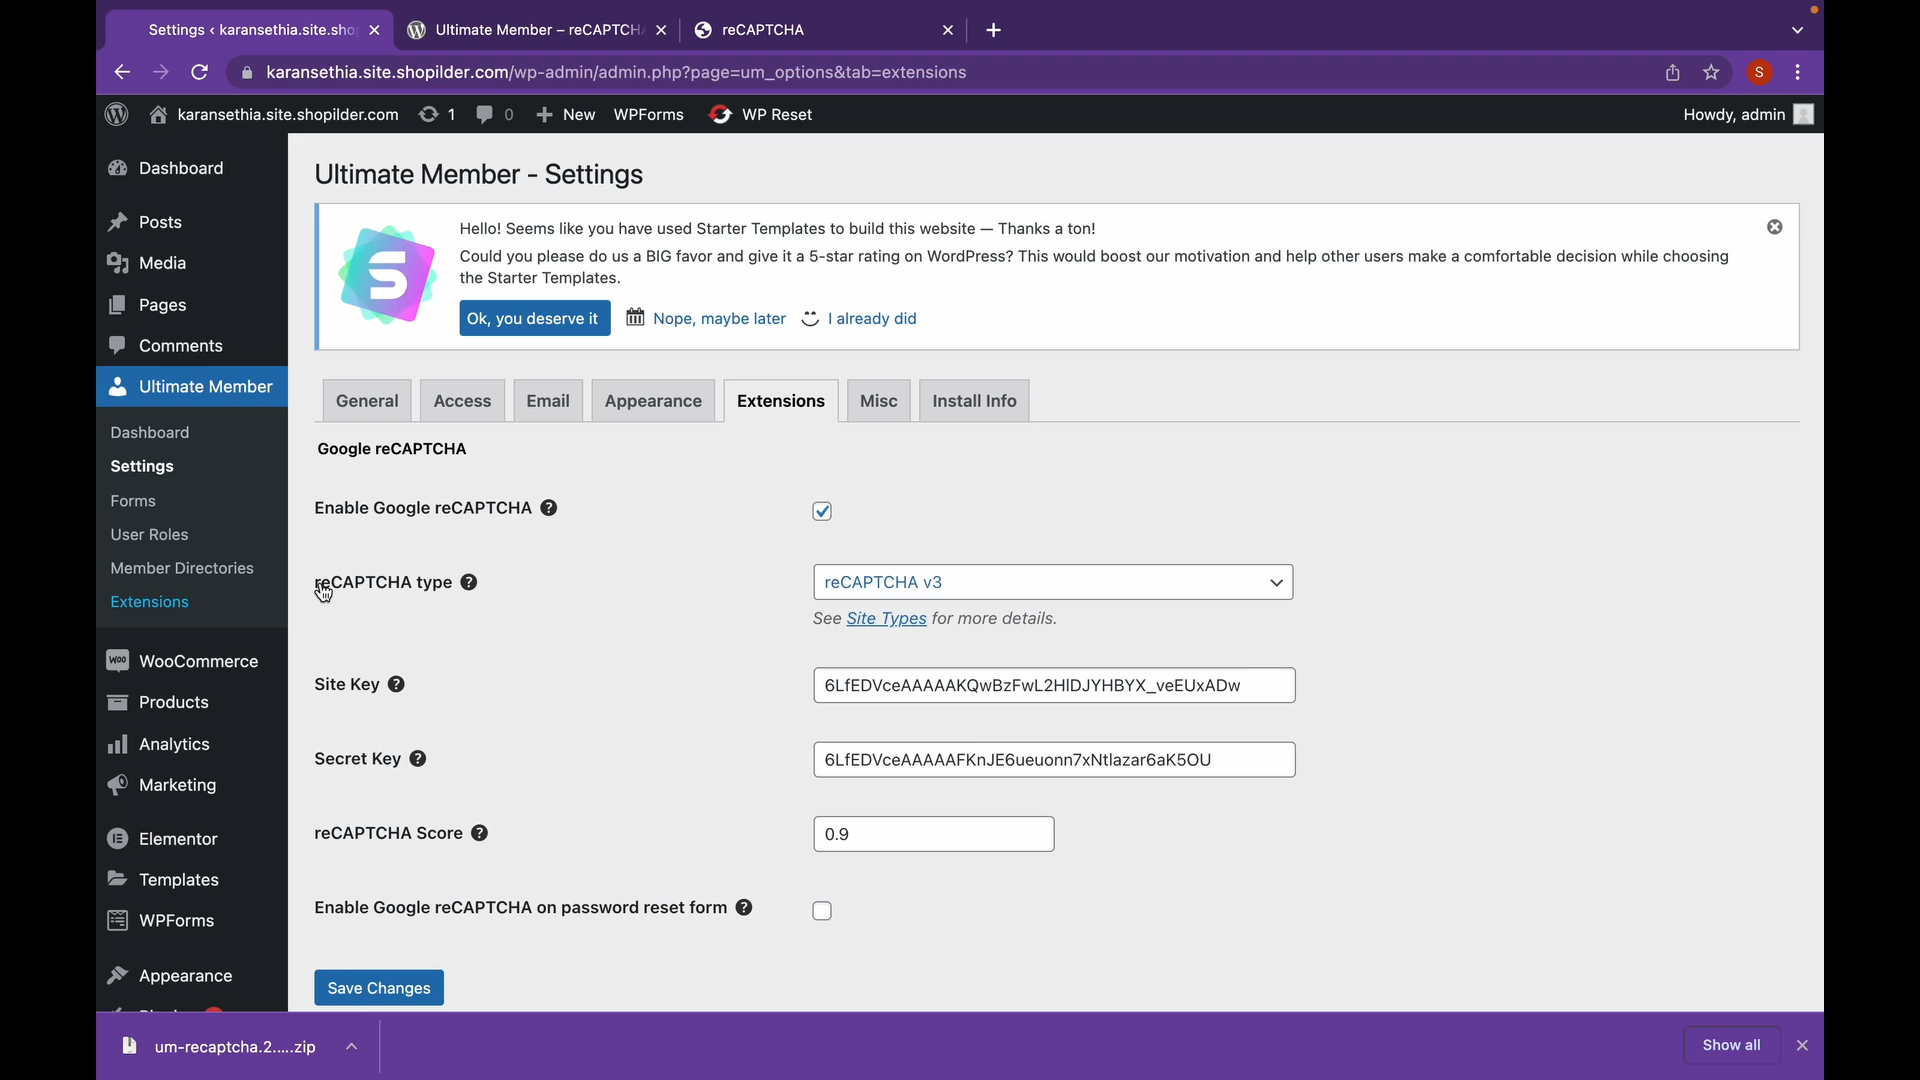 Settings ‹ karansethia.site.sho
Ultimate Member – reCAPTCH
reCAPTCHA
karansethia.site.shopilder.com/wp-admin/admin.php?page=um_options&tab=extensions
S
karansethia.site.shopilder.com
1
0
New
WPForms
WP Reset
Howdy, admin
Dashboard
Posts
Media
Pages
Comments
Ultimate Member
Dashboard
Settings
Forms
User Roles
Member Directories
Extensions
WooCommerce
Products
Analytics
Marketing
Elementor
Templates
WPForms
Appearance
Ultimate Member - Settings
Hello! Seems like you have used Starter Templates to build this website — Thanks a ton!
Could you please do us a BIG favor and give it a 5-star rating on WordPress? This would boost our motivation and help other users make a comfortable decision while choosing
the Starter Templates.
Ok, you deserve it
Nope, maybe later
I already did
General
Access
Email
Appearance
Extensions
Misc
Install Info
Google reCAPTCHA
Enable Google reCAPTCHA
reCAPTCHA type
reCAPTCHA v3
See Site Types for more details.
Site Key
6LfEDVceAAAAAKQwBzFwL2HIDJYHBYX_veEUxADw
Secret Key
6LfEDVceAAAAAFKnJE6ueuonn7xNtlazar6aK5OU
reCAPTCHA Score
0.9
Enable Google reCAPTCHA on password reset form
Save Changes
um-recaptcha.2.....zip
Show all